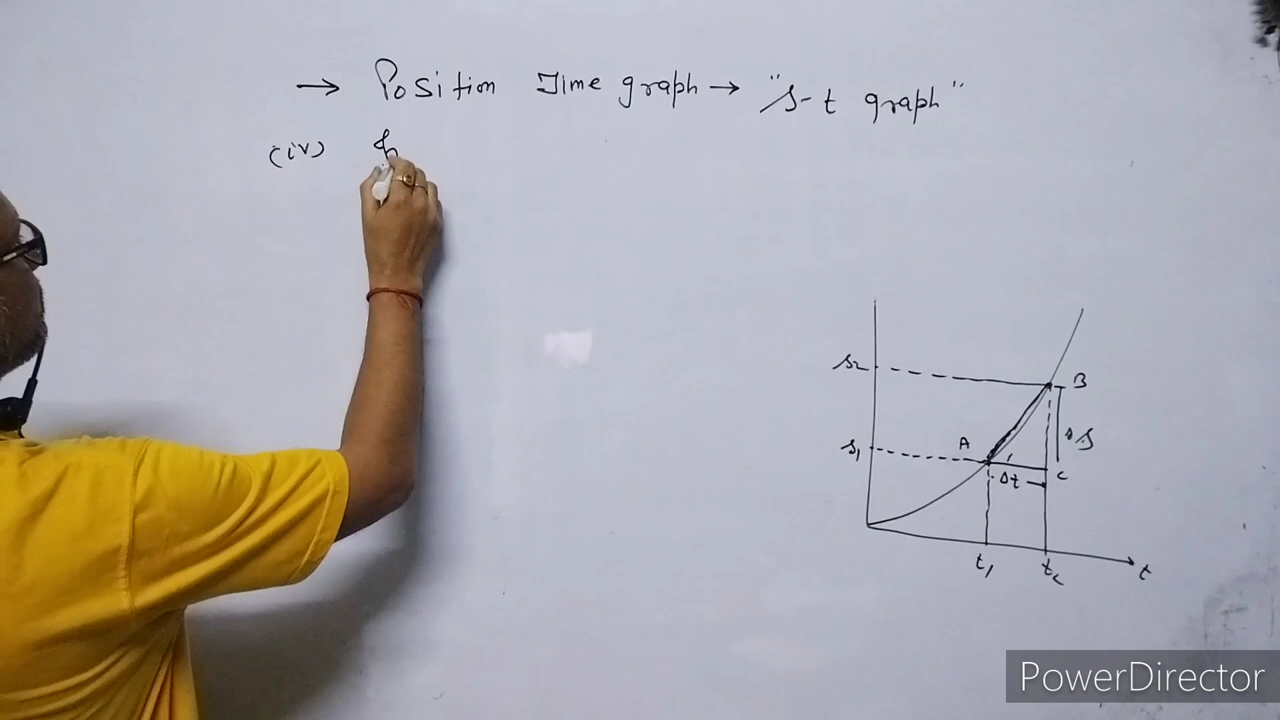 → Position Time graph → "s-t graph"
(iv)
s2
B
s1
A
Δs
Δt
C
t1
t2
t
PowerDirector